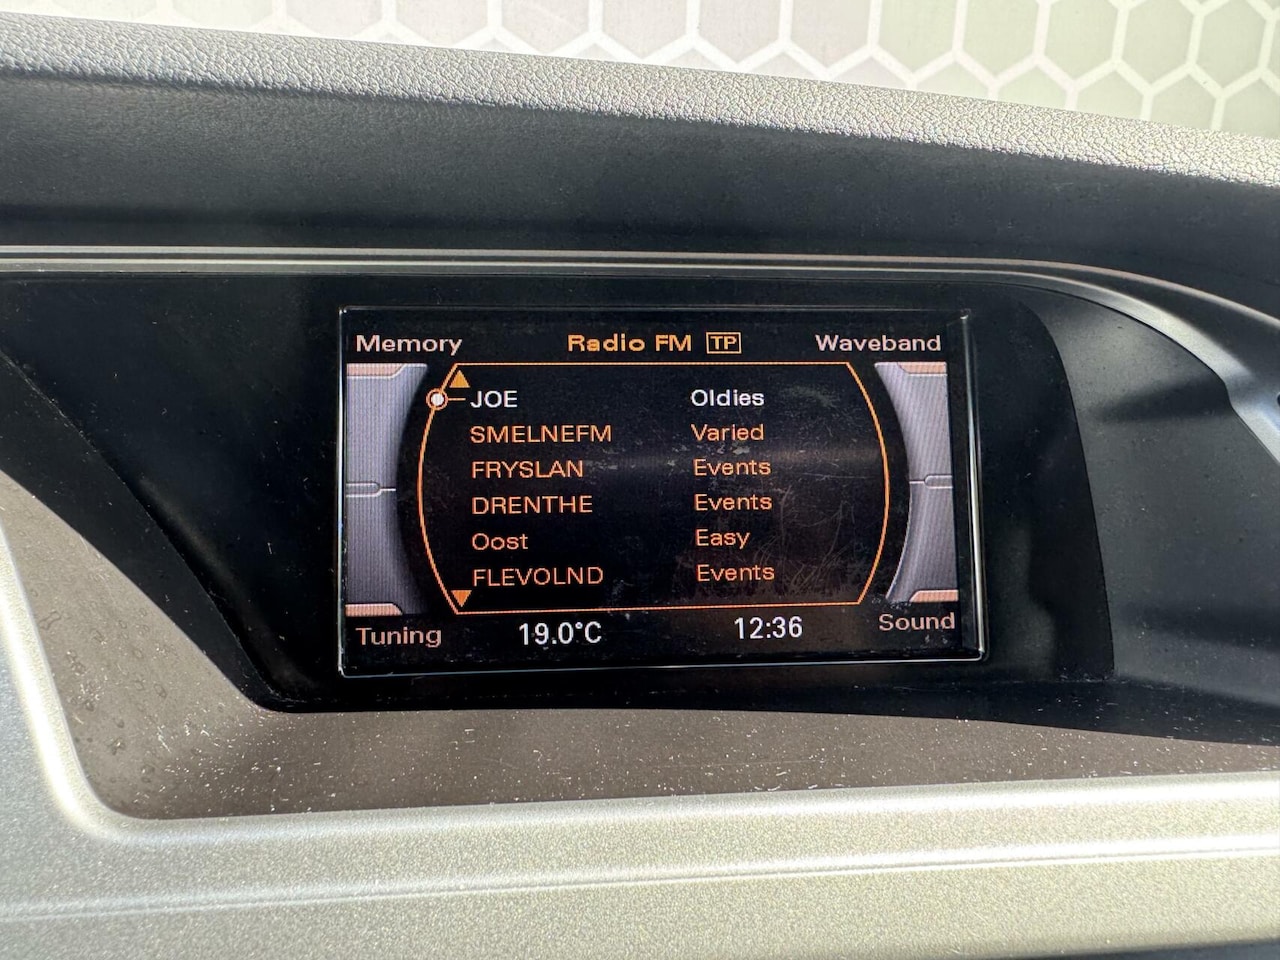 Memory Radio FM TP Waveband
JOE Oldies
SMELNEFM Varied
FRYSLAN Events
DRENTHE Events
Oost Easy
FLEVOLND Events
Tuning 19.0°C 12:36 Sound